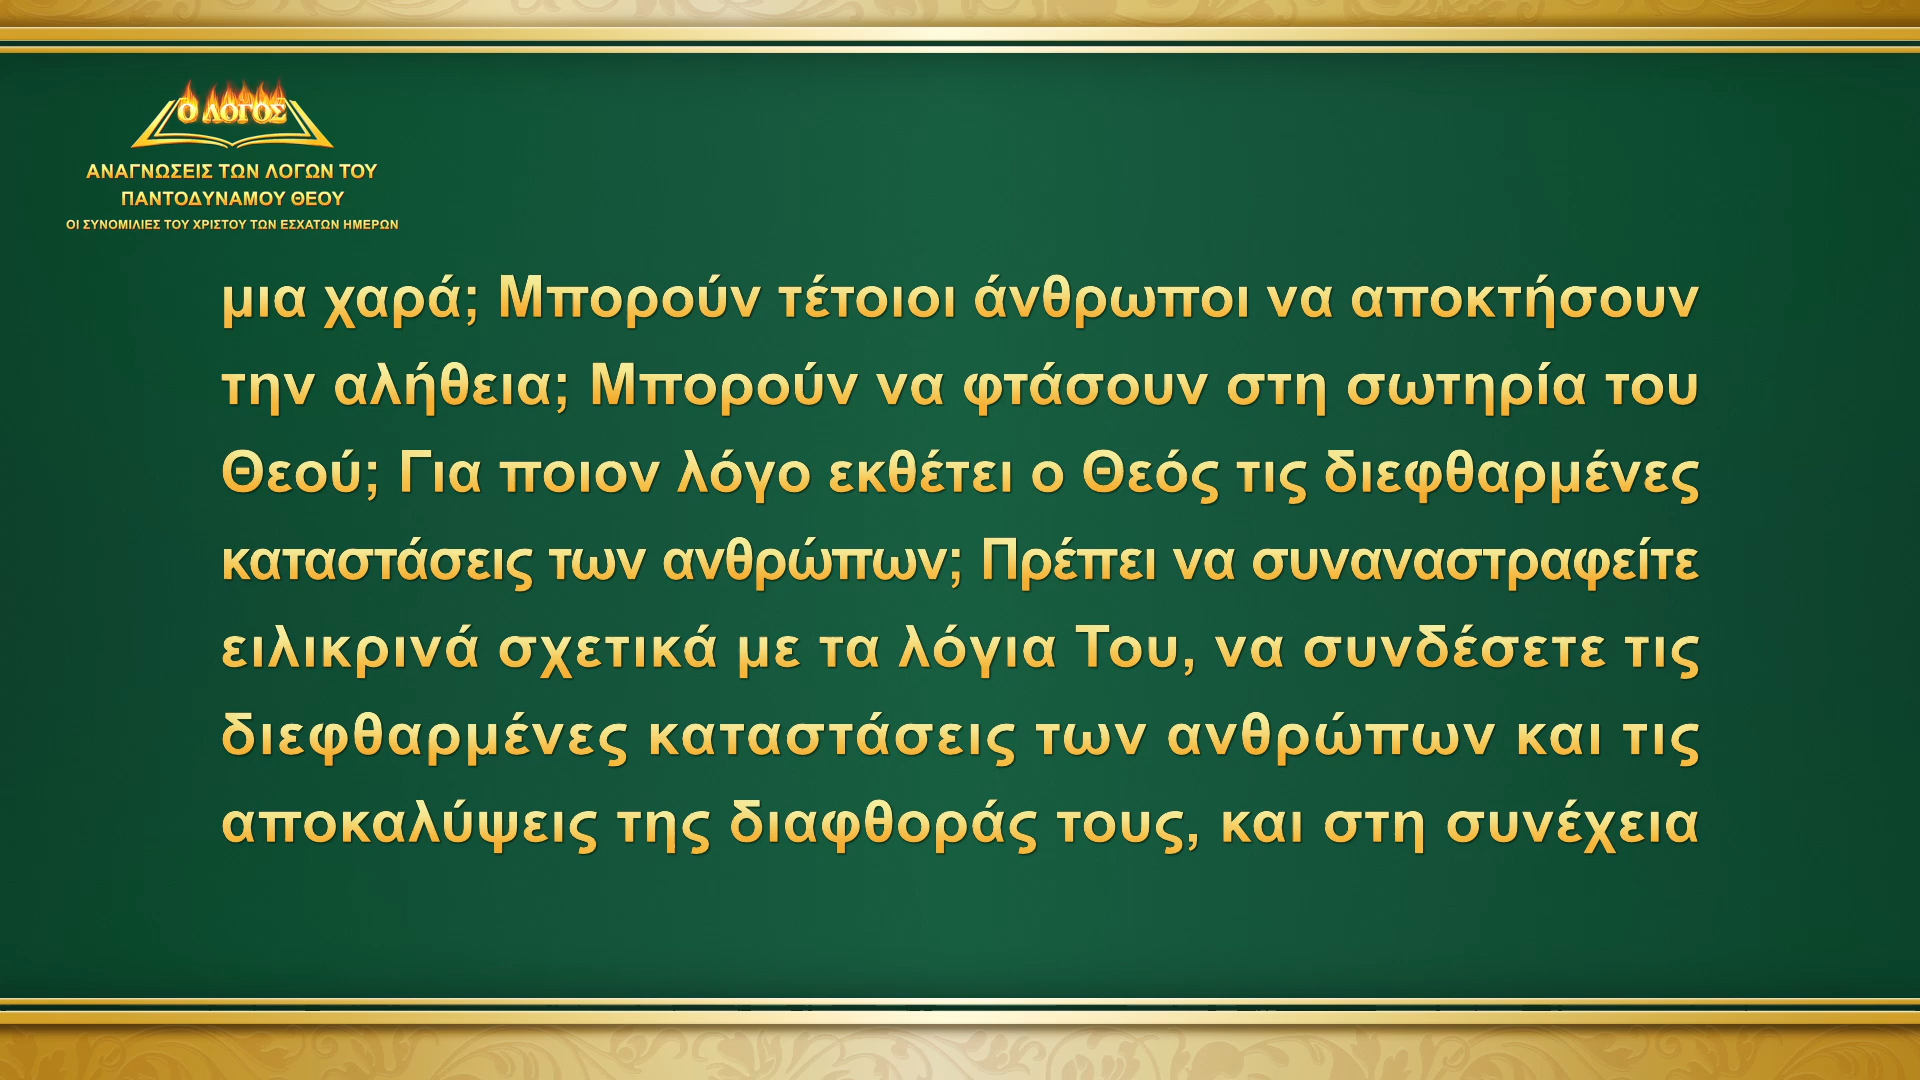 Ο ΛΟΓΟΣ
ΑΝΑΓΝΩΣΕΙΣ ΤΩΝ ΛΟΓΩΝ ΤΟΥ
ΠΑΝΤΟΔΥΝΑΜΟΥ ΘΕΟΥ
ΟΙ ΣΥΝΟΜΙΛΙΕΣ ΤΟΥ ΧΡΙΣΤΟΥ ΤΩΝ ΕΣΧΑΤΩΝ ΗΜΕΡΩΝ
μια χαρά; Μπορούν τέτοιοι άνθρωποι να αποκτήσουν
την αλήθεια; Μπορούν να φτάσουν στη σωτηρία του
Θεού; Για ποιον λόγο εκθέτει ο Θεός τις διεφθαρμένες
καταστάσεις των ανθρώπων; Πρέπει να συναναστραφείτε
ειλικρινά σχετικά με τα λόγια Του, να συνδέσετε τις
διεφθαρμένες καταστάσεις των ανθρώπων και τις
αποκαλύψεις της διαφθοράς τους, και στη συνέχεια